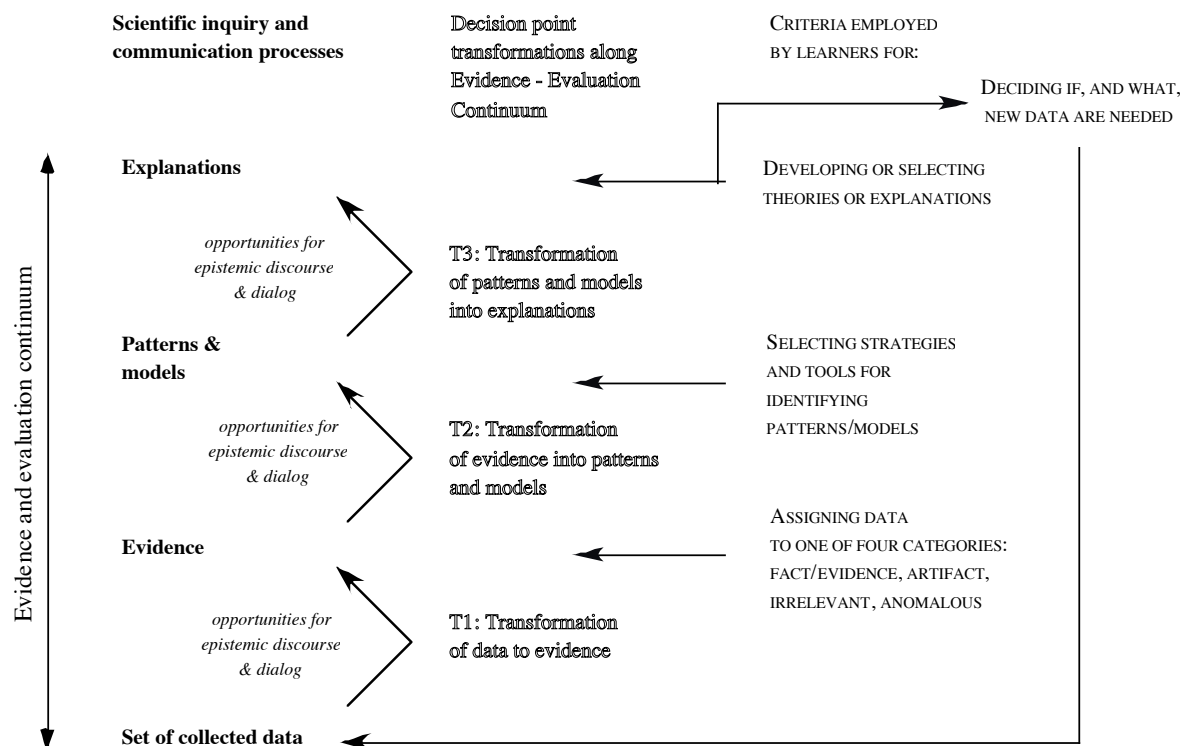 Scientific inquiry and
communication processes
Decision point
transformations along
Evidence - Evaluation
Continuum
CRITERIA EMPLOYED
BY LEARNERS FOR:
DECIDING IF, AND WHAT,
NEW DATA ARE NEEDED
Evidence and evaluation continuum
Explanations
DEVELOPING OR SELECTING
THEORIES OR EXPLANATIONS
opportunities for
epistemic discourse
& dialog
T3: Transformation
of patterns and models
into explanations
Patterns &
models
SELECTING STRATEGIES
AND TOOLS FOR
IDENTIFYING
PATTERNS/MODELS
opportunities for
epistemic discourse
& dialog
T2: Transformation
of evidence into patterns
and models
Evidence
ASSIGNING DATA
TO ONE OF FOUR CATEGORIES:
FACT/EVIDENCE, ARTIFACT,
IRRELEVANT, ANOMALOUS
opportunities for
epistemic discourse
& dialog
T1: Transformation
of data to evidence
Set of collected data